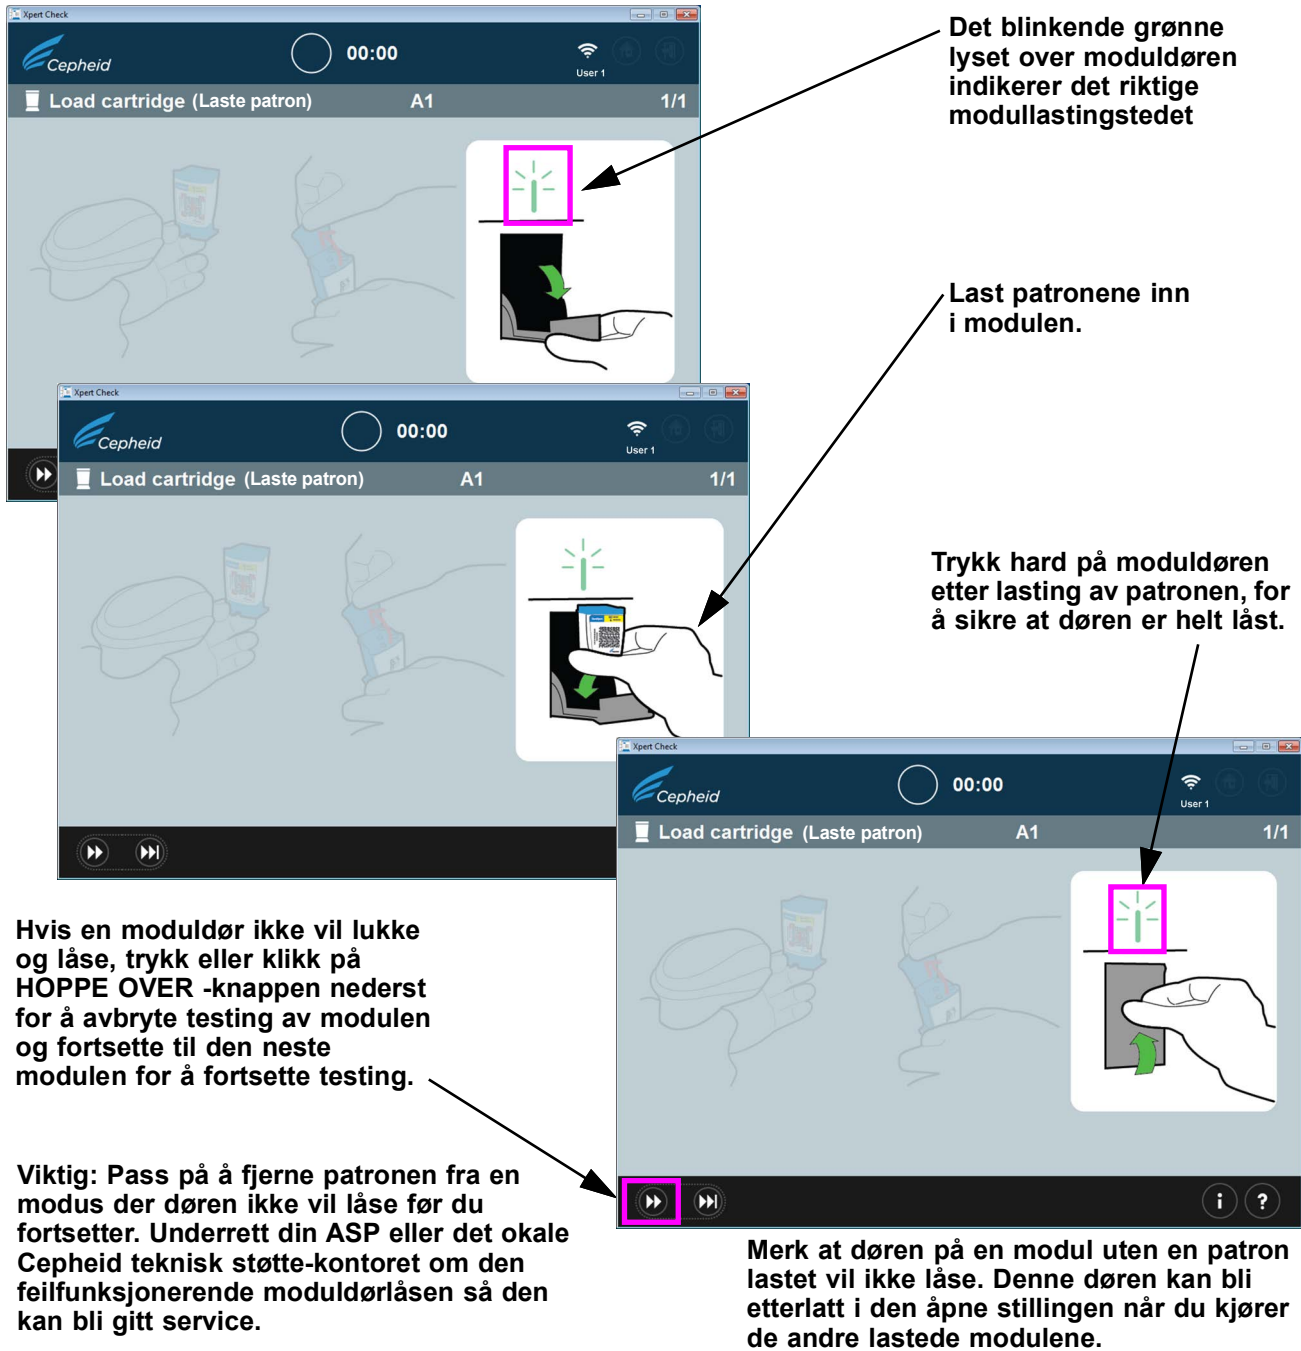 Xpert Check
Cepheid
00:00
User 1
Load cartridge (Laste patron) A1 1/1
Det blinkende grønne
lyset over moduldøren
indikerer det riktige
modullastingstedet
Last patronene inn
i modulen.
Xpert Check
Cepheid
00:00
User 1
Load cartridge (Laste patron) A1 1/1
Trykk hard på moduldøren
etter lasting av patronen, for
å sikre at døren er helt låst.
Xpert Check
Cepheid
00:00
User 1
Load cartridge (Laste patron) A1 1/1
Hvis en moduldør ikke vil lukke
og låse, trykk eller klikk på
HOPPE OVER -knappen nederst
for å avbryte testing av modulen
og fortsette til den neste
modulen for å fortsette testing.
Viktig: Pass på å fjerne patronen fra en
modus der døren ikke vil låse før du
fortsetter. Underrett din ASP eller det okale
Cepheid teknisk støtte-kontoret om den
feilfunksjonerende moduldørlåsen så den
kan bli gitt service.
i ?
Merk at døren på en modul uten en patron
lastet vil ikke låse. Denne døren kan bli
etterlatt i den åpne stillingen når du kjører
de andre lastede modulene.